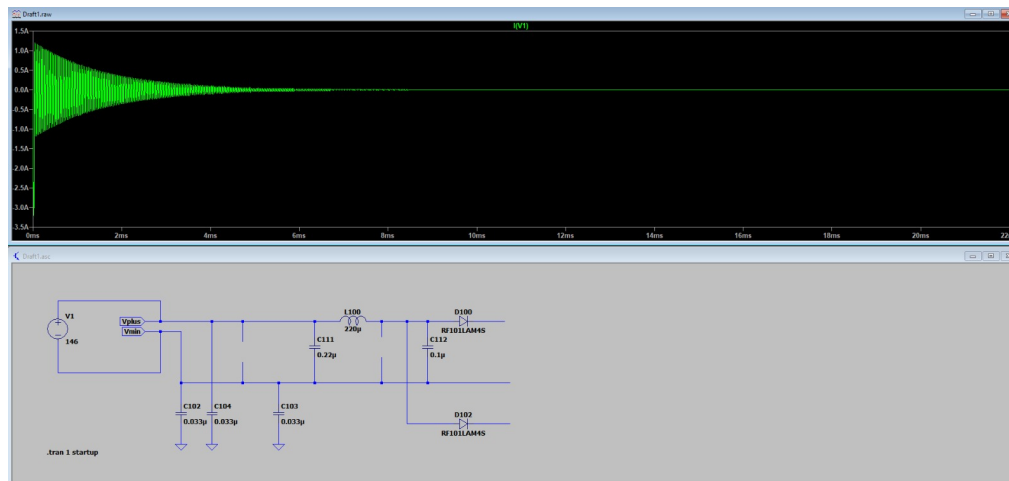 Draft1.raw
I(V1)
1.5A
1.0A
0.5A
0.0A
-0.5A
-1.0A
-1.5A
-2.0A
-2.5A
-3.0A
-3.5A
0ms 2ms 4ms 6ms 8ms 10ms 12ms 14ms 16ms 18ms 20ms 22
Draft1.asc
V1
146
Vplus
Vmin
L100
220µ
D100
RF101LAM4S
C111
0.22µ
C112
0.1µ
C102
0.033µ
C104
0.033µ
C103
0.033µ
D102
RF101LAM4S
.tran 1 startup